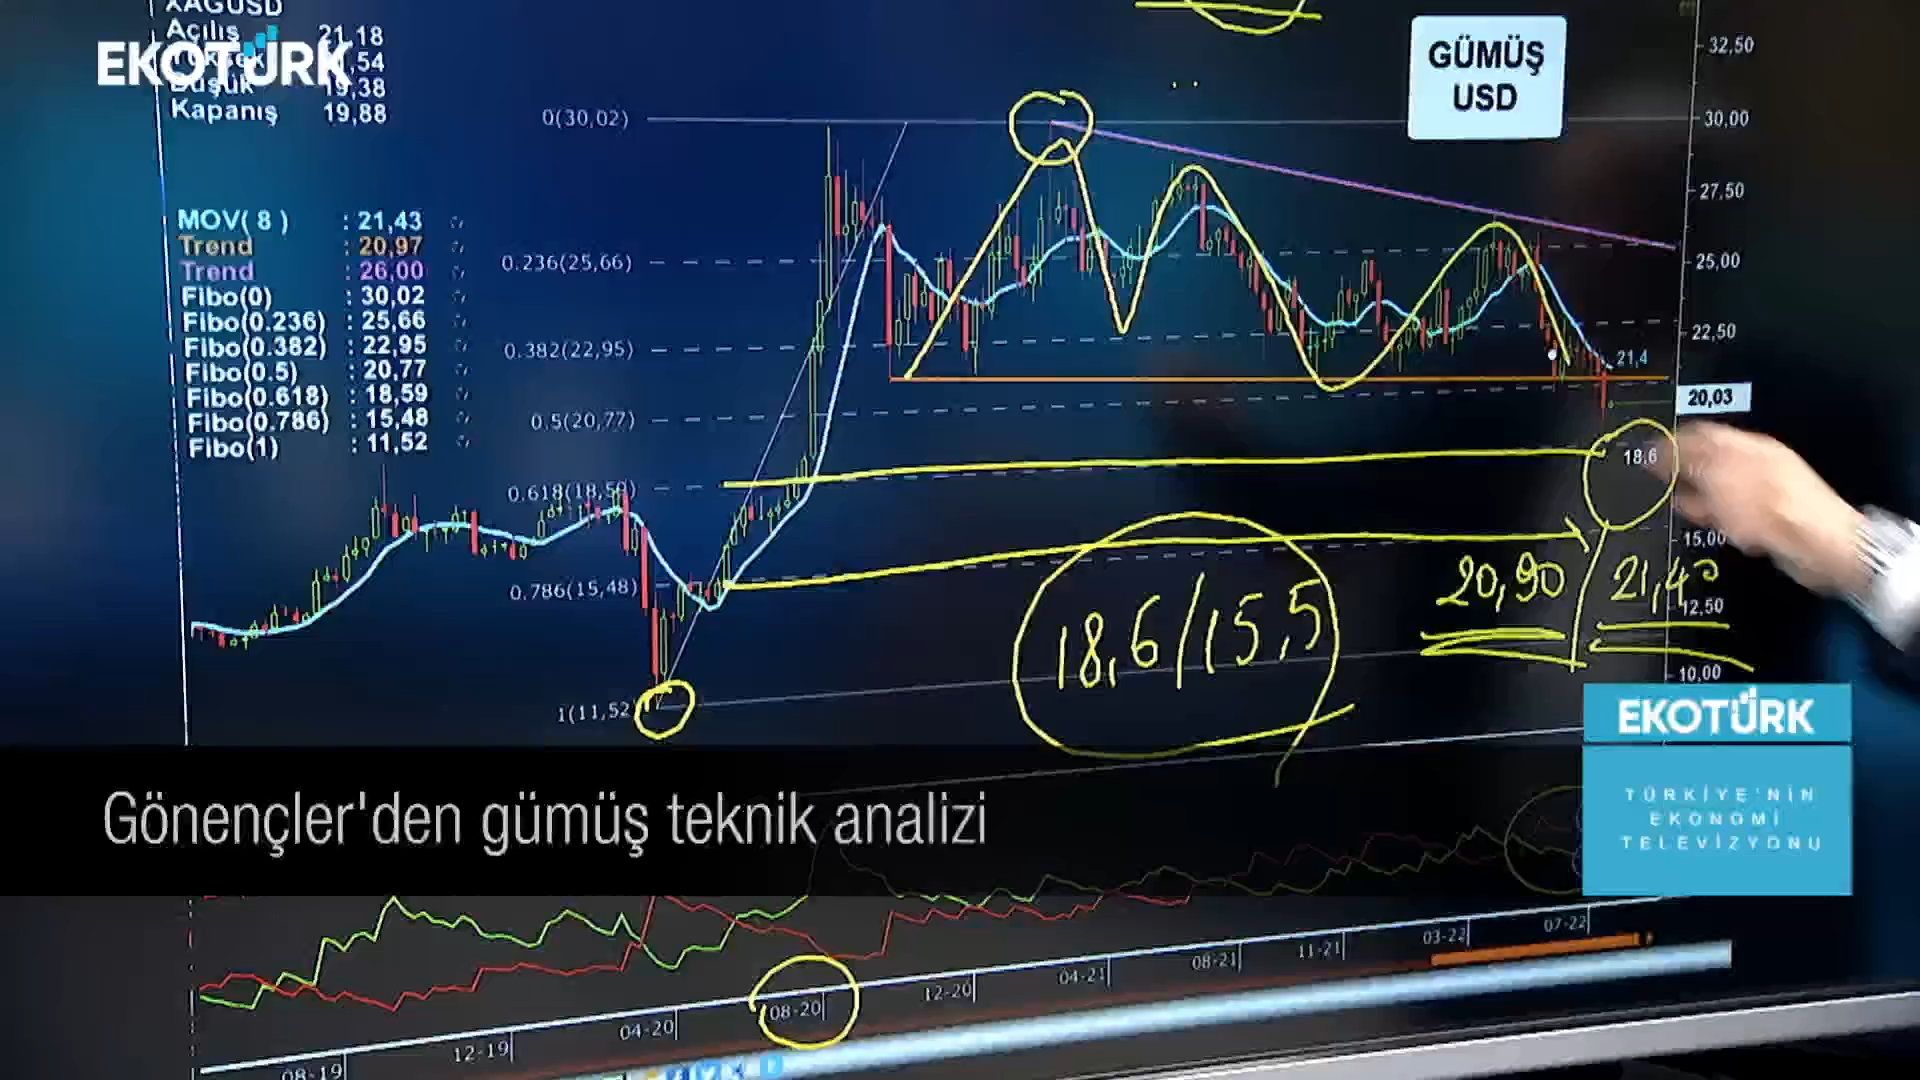 XAGUSD
Açılış 21,18
Yüksek ,54
Düşük 19,38
Kapanış 19,88
EKOTÜRK
GÜMÜŞ
USD
MOV( 8 ) : 21,43
Trend : 20,97
Trend : 26,00
Fibo(0) : 30,02
Fibo(0.236) : 25,66
Fibo(0.382) : 22,95
Fibo(0.5) : 20,77
Fibo(0.618) : 18,59
Fibo(0.786) : 15,48
Fibo(1) : 11,52
0(30,02)
0.236(25,66)
0.382(22,95)
0.5(20,77)
0.618(18,59)
0.786(15,48)
1(11,52)
32,50
30,00
27,50
25,00
22,50
21,4
20,03
18,6
15,00
12,50
10,00
18,6/15,5
20,90/21,40
EKOTÜRK
TÜRKİYE'NİN
EKONOMİ
TELEVİZYONU
Gönençler'den gümüş teknik analizi
08-19
12-19
04-20
08-20
12-20
04-21
08-21
11-21
03-22
07-22